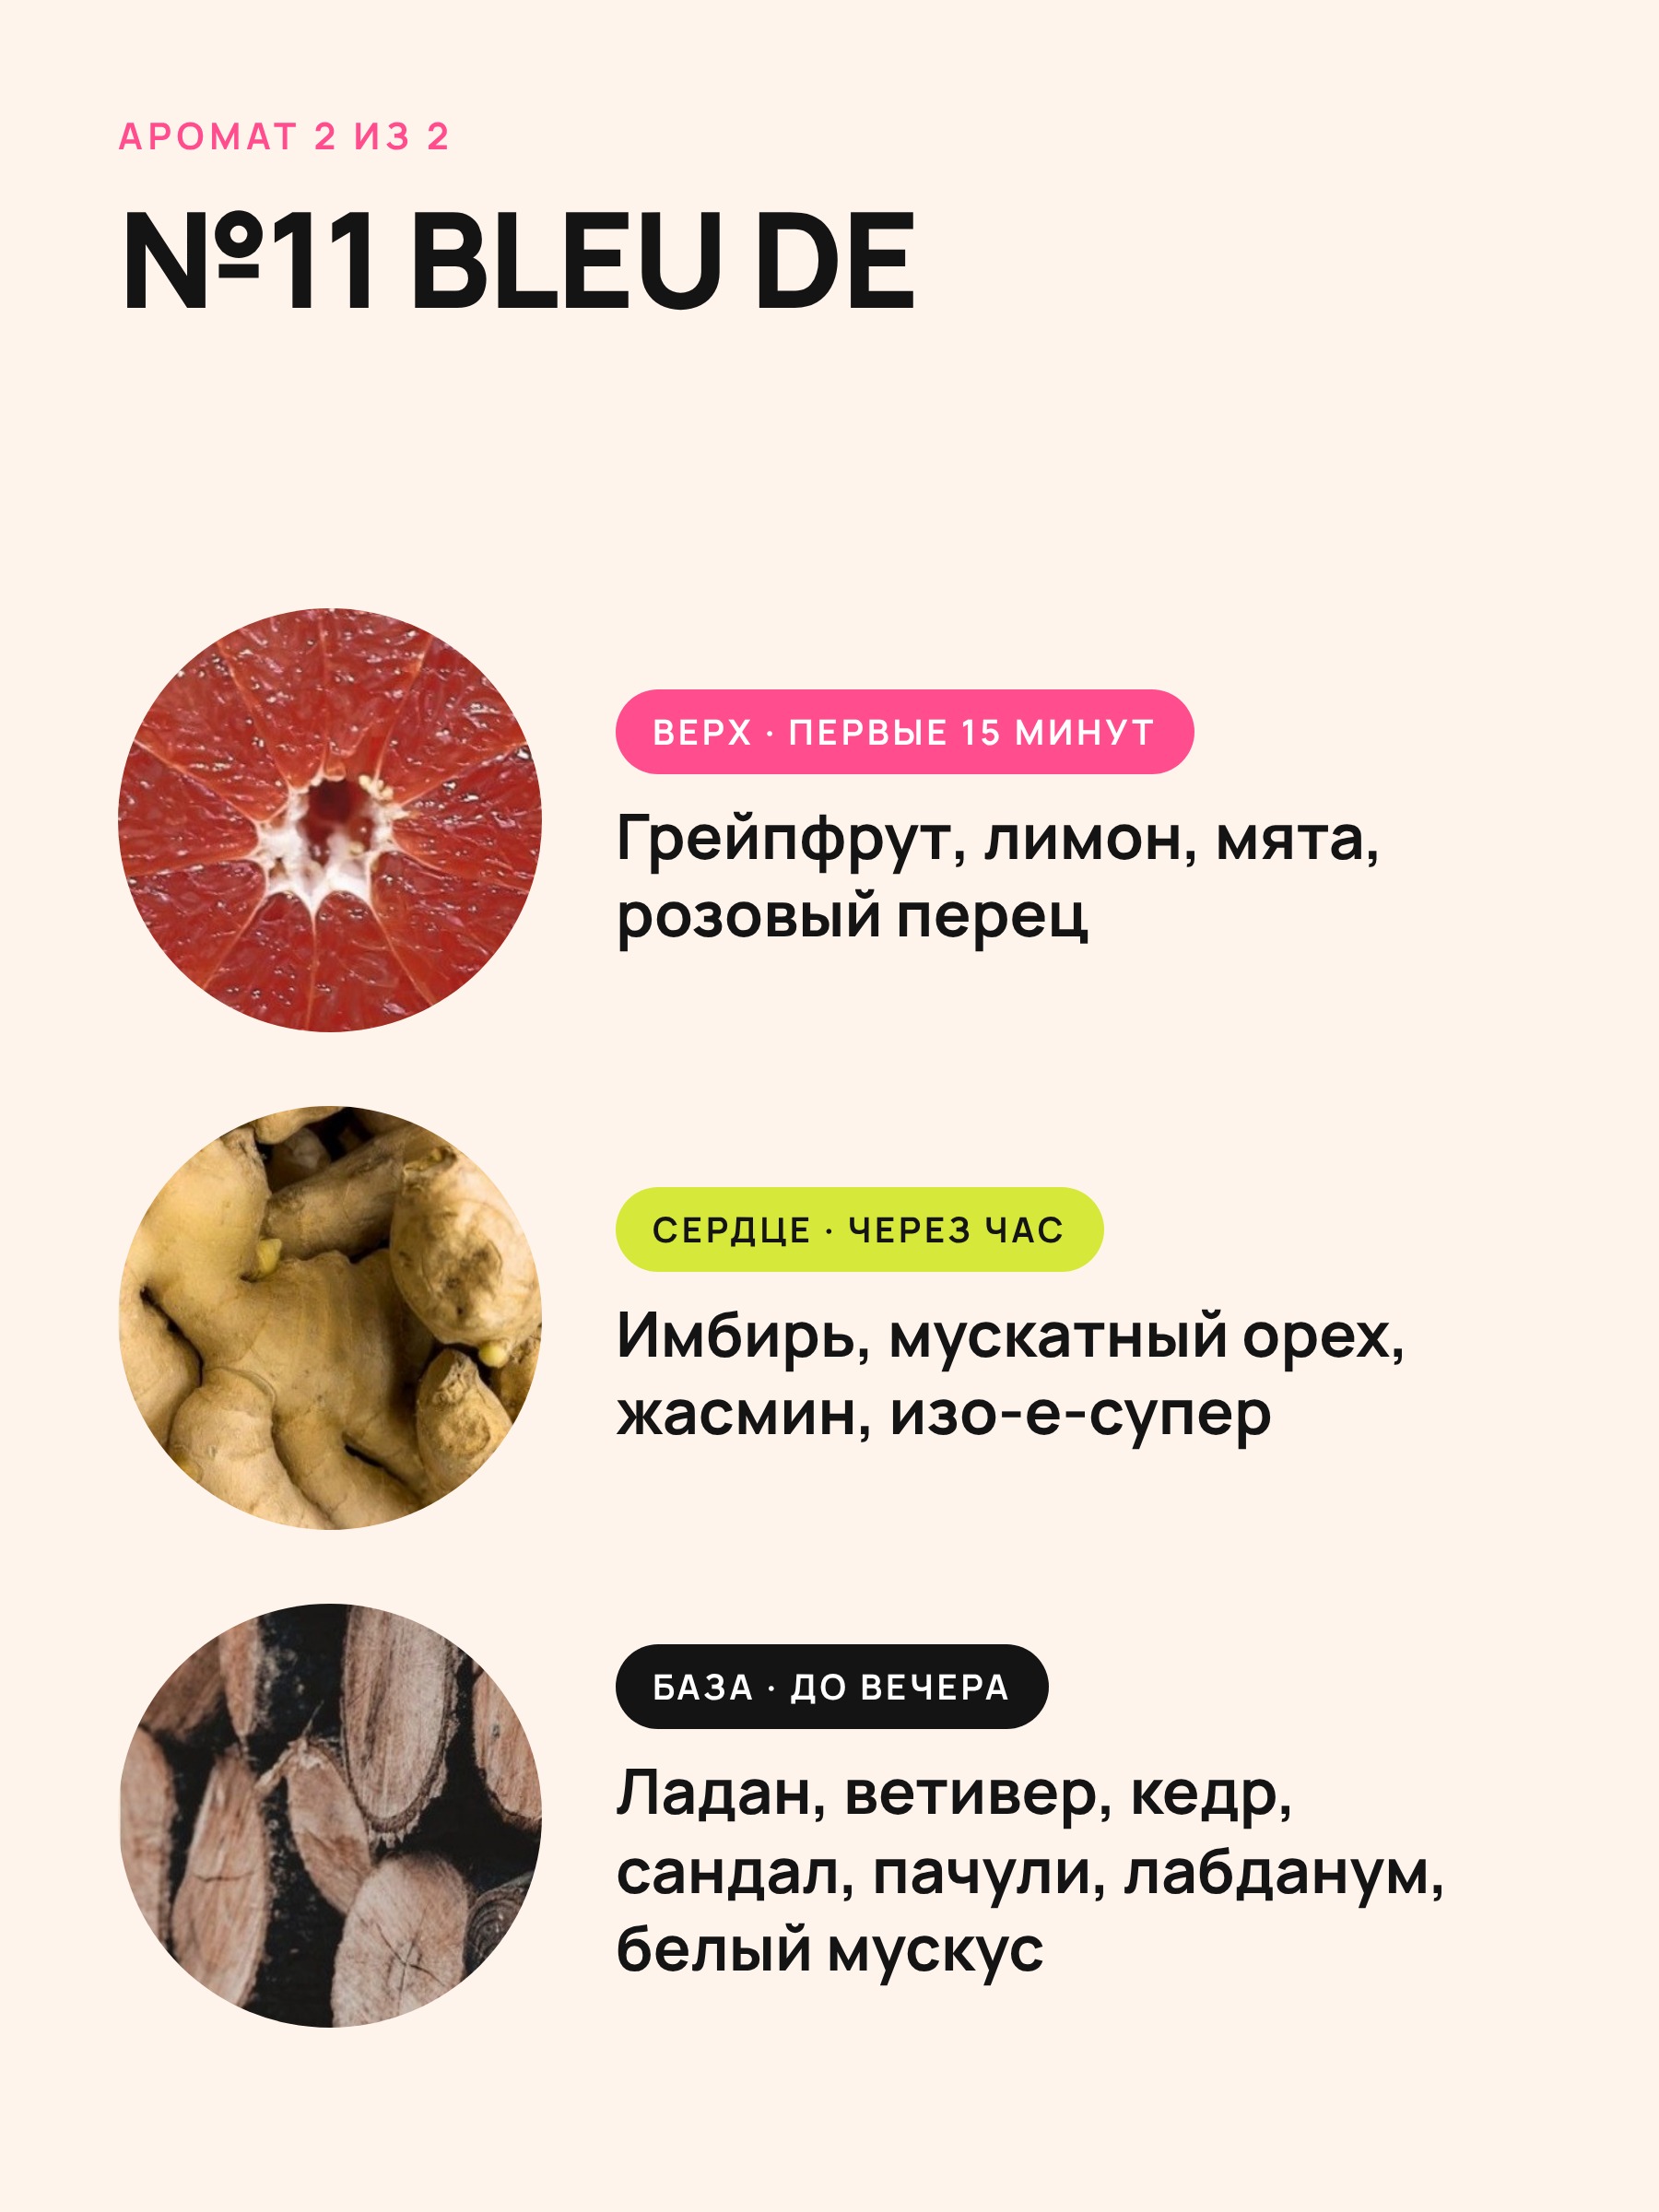 АРОМАТ 2 ИЗ 2
№11 BLEU DE
ВЕРХ · ПЕРВЫЕ 15 МИНУТ
Грейпфрут, лимон, мята,
розовый перец
СЕРДЦЕ · ЧЕРЕЗ ЧАС
Имбирь, мускатный орех,
жасмин, изо-е-супер
БАЗА · ДО ВЕЧЕРА
Ладан, ветивер, кедр,
сандал, пачули, лабданум,
белый мускус